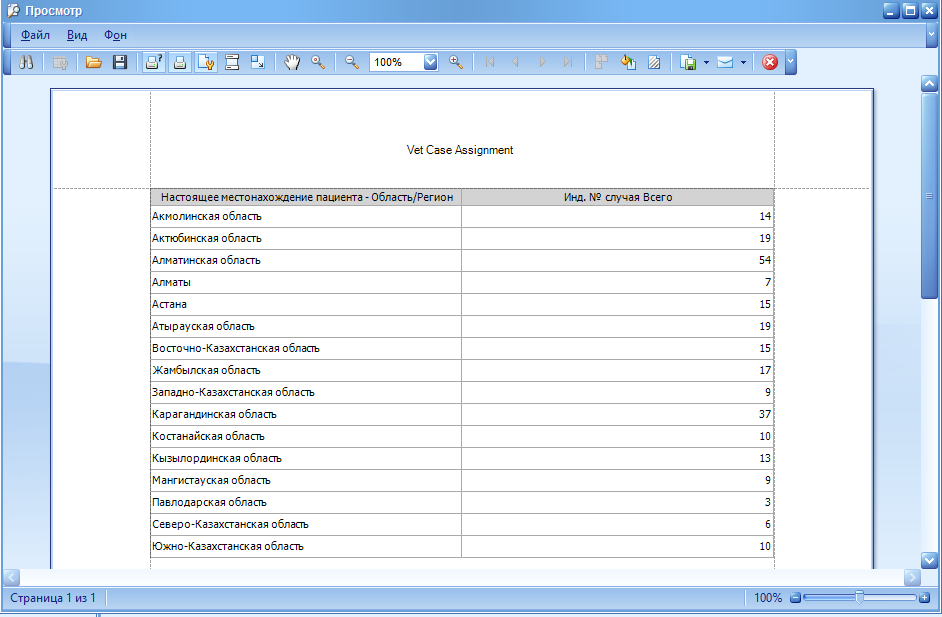 Просмотр
Файл Вид Фон
100%
Vet Case Assignment
Настоящее местонахождение пациента - Область/Регион Инд. № случая Всего
Акмолинская область 14
Актюбинская область 19
Алматинская область 54
Алматы 7
Астана 15
Атырауская область 19
Восточно-Казахстанская область 15
Жамбылская область 17
Западно-Казахстанская область 9
Карагандинская область 37
Костанайская область 10
Кызылординская область 13
Мангистауская область 9
Павлодарская область 3
Северо-Казахстанская область 6
Южно-Казахстанская область 10
Страница 1 из 1 100%